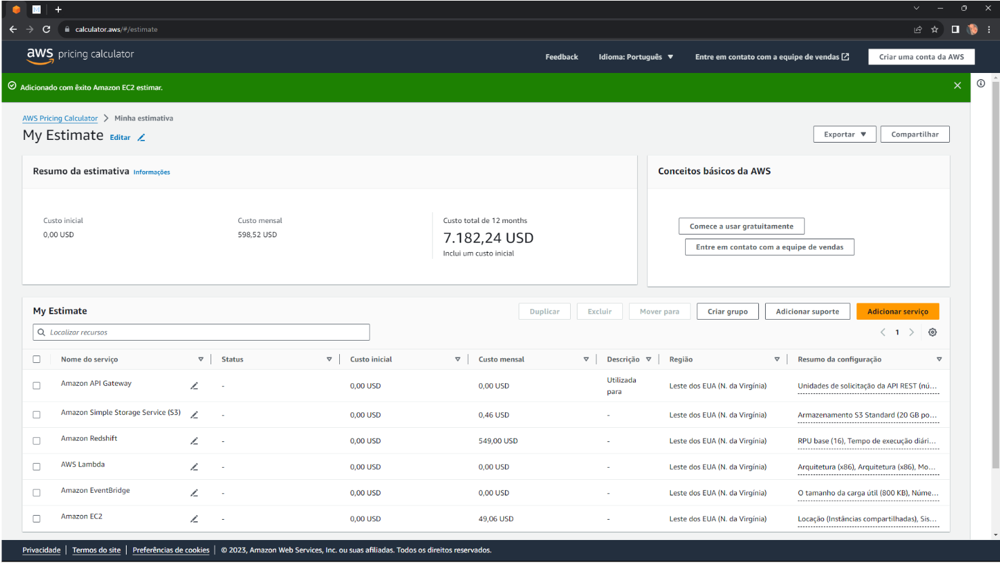 calculator.aws/#/estimate
aws pricing calculator
Feedback
Idioma: Português
Entre em contato com a equipe de vendas
Criar uma conta da AWS
Adicionado com êxito Amazon EC2 estimar.
AWS Pricing Calculator
Minha estimativa
My Estimate
Editar
Exportar
Compartilhar
Resumo da estimativa Informações
Custo inicial
0,00 USD
Custo mensal
598,52 USD
Custo total de 12 months
7.182,24 USD
Inclui um custo inicial
Conceitos básicos da AWS
Comece a usar gratuitamente
Entre em contato com a equipe de vendas
My Estimate
Duplicar
Excluir
Mover para
Criar grupo
Adicionar suporte
Adicionar serviço
Localizar recursos
1
Nome do serviço Status Custo inicial Custo mensal Descrição Região Resumo da configuração
Amazon API Gateway - 0,00 USD 0,00 USD Utilizada para Leste dos EUA (N. da Virgínia) Unidades de solicitação da API REST (nú...
Amazon Simple Storage Service (S3) - 0,00 USD 0,46 USD - Leste dos EUA (N. da Virgínia) Armazenamento S3 Standard (20 GB po...
Amazon Redshift - 0,00 USD 549,00 USD - Leste dos EUA (N. da Virgínia) RPU base (16), Tempo de execução diári...
AWS Lambda - 0,00 USD 0,00 USD - Leste dos EUA (N. da Virgínia) Arquitetura (x86), Arquitetura (x86), Mo...
Amazon EventBridge - 0,00 USD 0,00 USD - Leste dos EUA (N. da Virgínia) O tamanho da carga útil (800 KB), Núme...
Amazon EC2 - 0,00 USD 49,06 USD - Leste dos EUA (N. da Virgínia) Locação (Instâncias compartilhadas), Sis...
Privacidade | Termos do site | Preferências de cookies | © 2023, Amazon Web Services, Inc. ou suas afiliadas. Todos os direitos reservados.